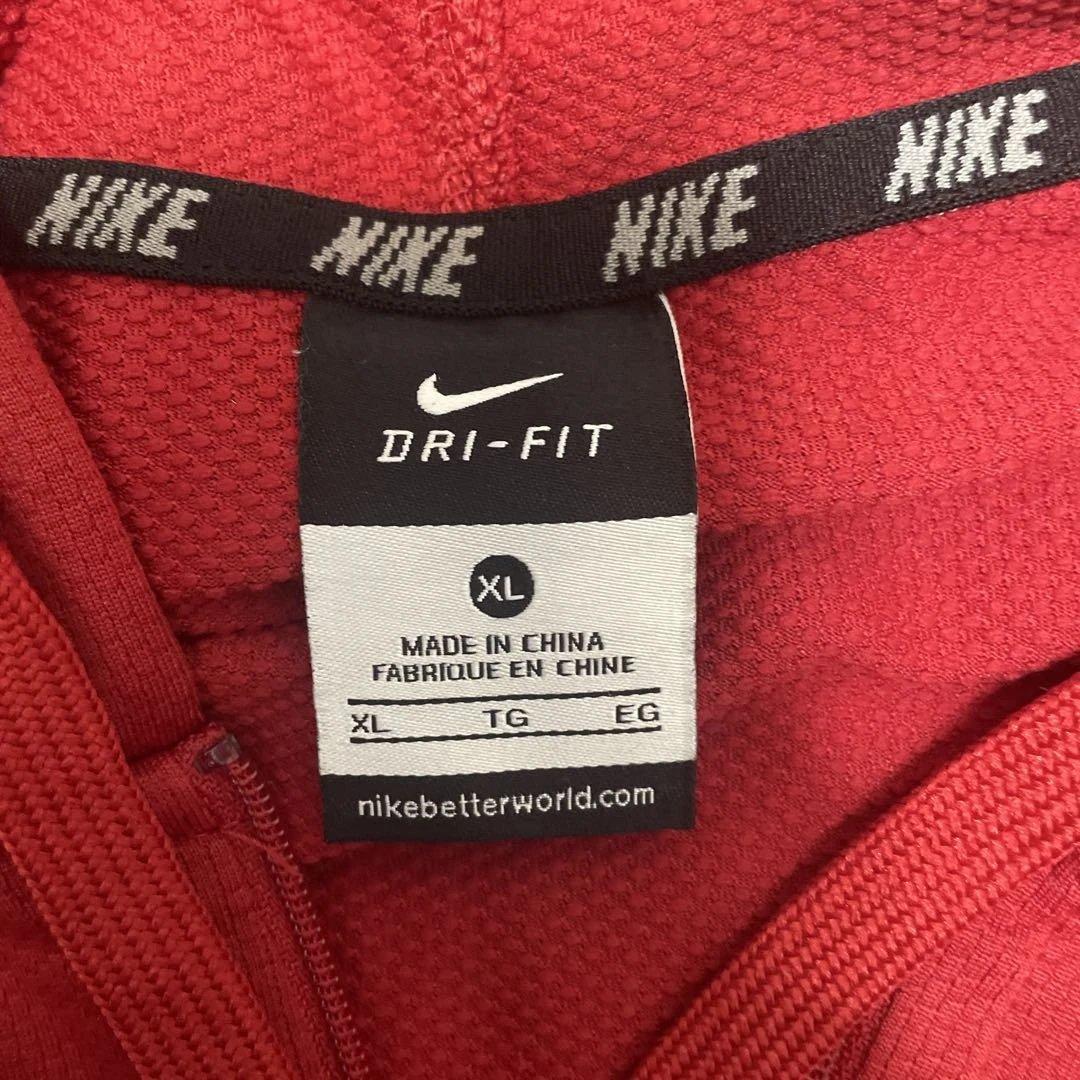 NIKE NIKE NIKE NIKE
DRI-FIT
XL
MADE IN CHINA
FABRIQUE EN CHINE
XL TG EG
nikebetterworld.com